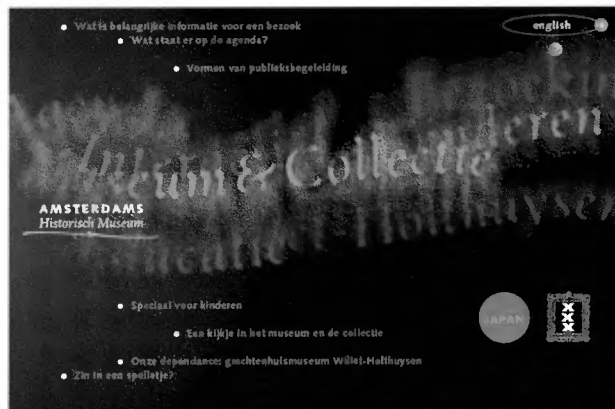 Wat is belangrijke informatie voor een bezoek
Wat staat er op de agenda?
english
Vormen van publieksbegeleiding
Museum & Collectie
AMSTERDAMS
Historisch Museum
Speciaal voor kinderen
JAPAN
X
X
X
Een kijkje in het museum en de collectie
Onze dependance: grachtenhuismuseum Willet-Holthuysen
Zin in een spelletje?